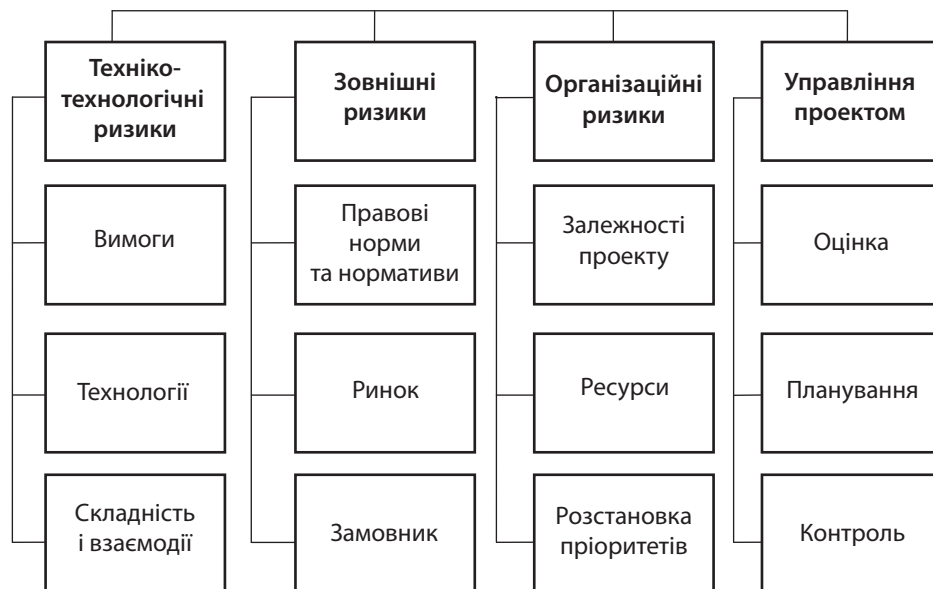 Техніко-
технологічні
ризики
Вимоги
Технології
Складність
і взаємодії
Зовнішні
ризики
Правові
норми
та нормативи
Ринок
Замовник
Організаційні
ризики
Залежності
проекту
Ресурси
Розстановка
пріоритетів
Управління
проектом
Оцінка
Планування
Контроль